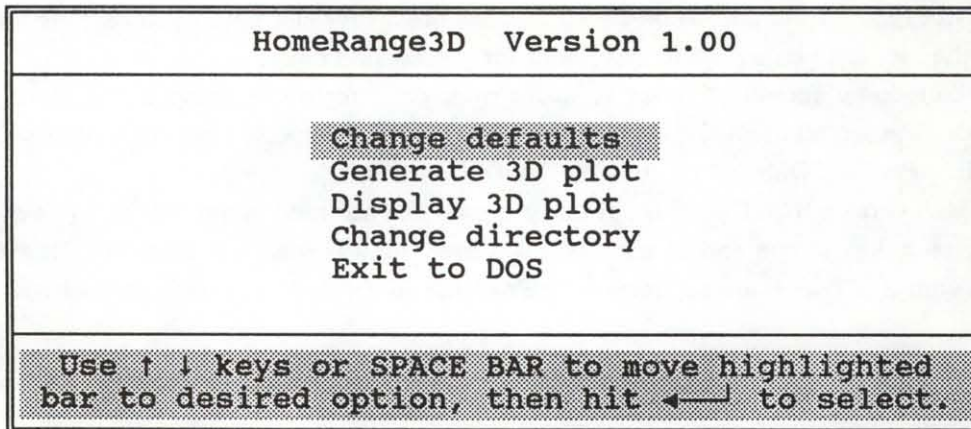 HomeRange3D Version 1.00
Change defaults
Generate 3D plot
Display 3D plot
Change directory
Exit to DOS
Use ↑ ↓ keys or SPACE BAR to move highlighted
bar to desired option, then hit ←┘ to select.